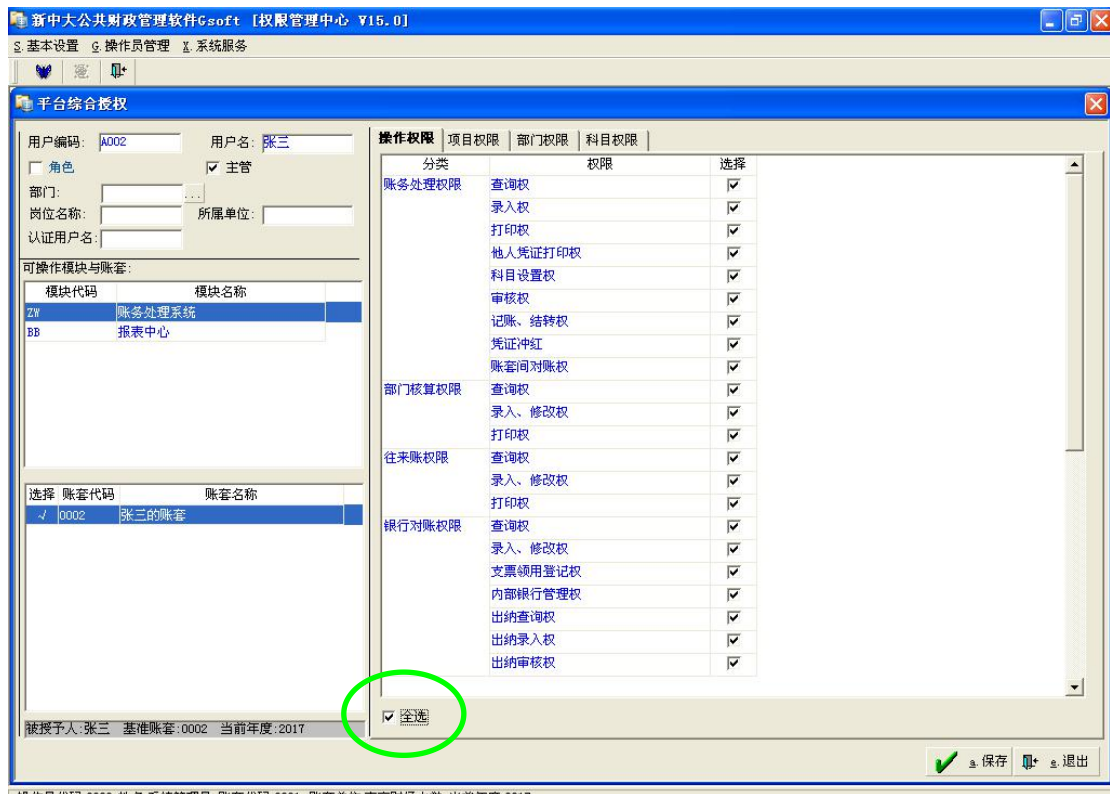 新中大公共财政管理软件Gsoft [权限管理中心 V15.0]
S.基本设置 G.操作员管理 X.系统服务
平台综合授权
用户编码: A002 用户名: 张三
角色 主管
部门: ...
岗位名称: 所属单位:
认证用户名:
可操作模块与账套:
模块代码 模块名称
ZW 账务处理系统
BB 报表中心
选择 账套代码 账套名称
√ 0002 张三的账套
被授予人:张三 基准账套:0002 当前年度:2017
操作权限 项目权限 部门权限 科目权限
分类 权限 选择
账务处理权限 查询权
录入权
打印权
他人凭证打印权
科目设置权
审核权
记账、结转权
凭证冲红
账套间对账权
部门核算权限 查询权
录入、修改权
打印权
往来账权限 查询权
录入、修改权
打印权
银行对账权限 查询权
录入、修改权
支票领用登记权
内部银行管理权
出纳查询权
出纳录入权
出纳审核权
全选
s.保存 e.退出